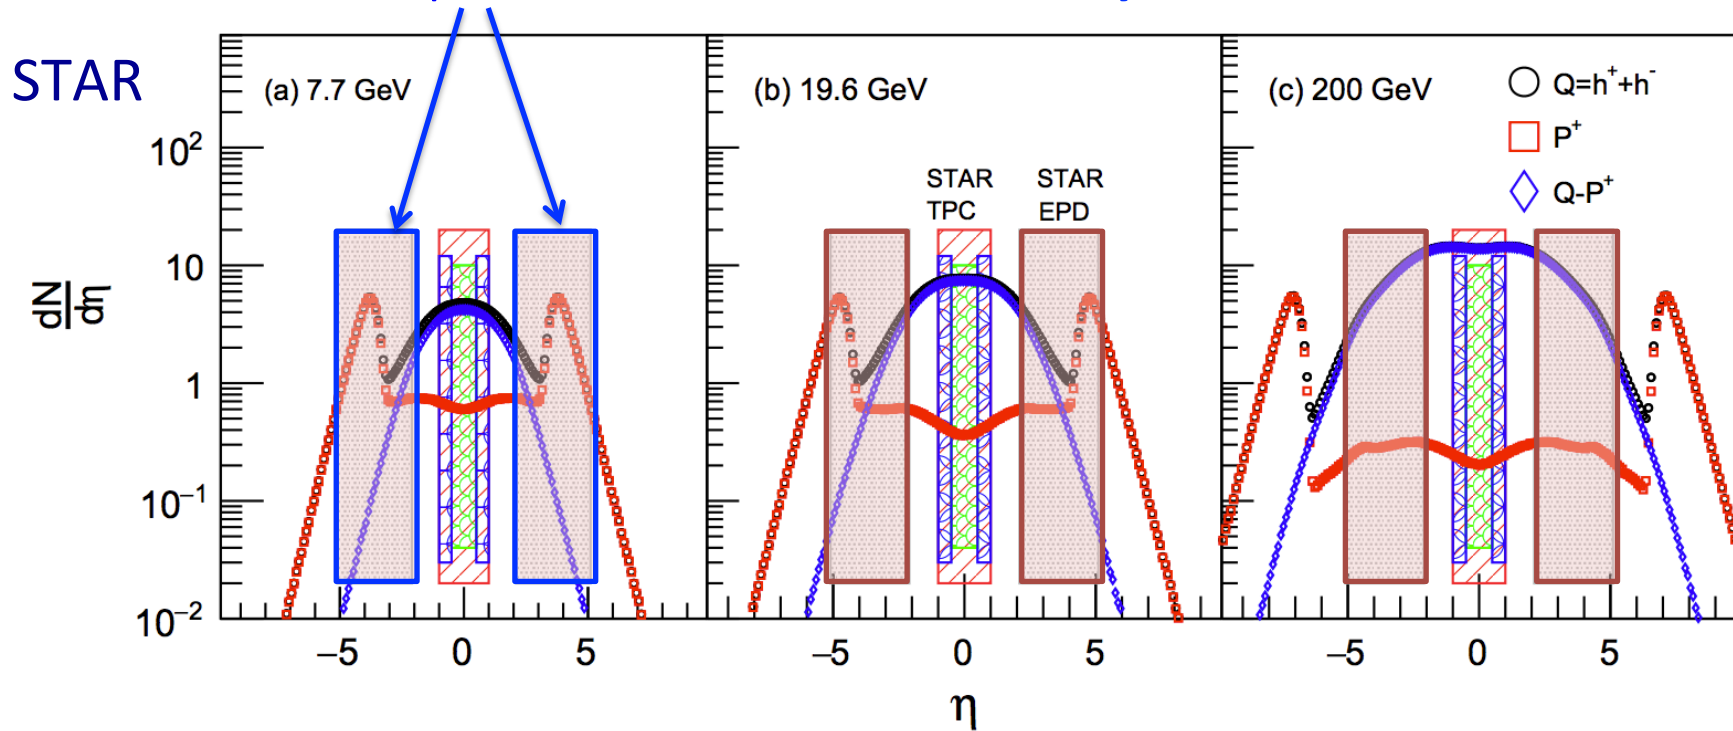 STAR
(a) 7.7 GeV
(b) 19.6 GeV
(c) 200 GeV
Q=h⁺+h⁻
P⁺
Q-P⁺
STAR TPC
STAR EPD
dN
dη
10²
10
1
10⁻¹
10⁻²
−5 0 5
−5 0 5
−5 0 5
η